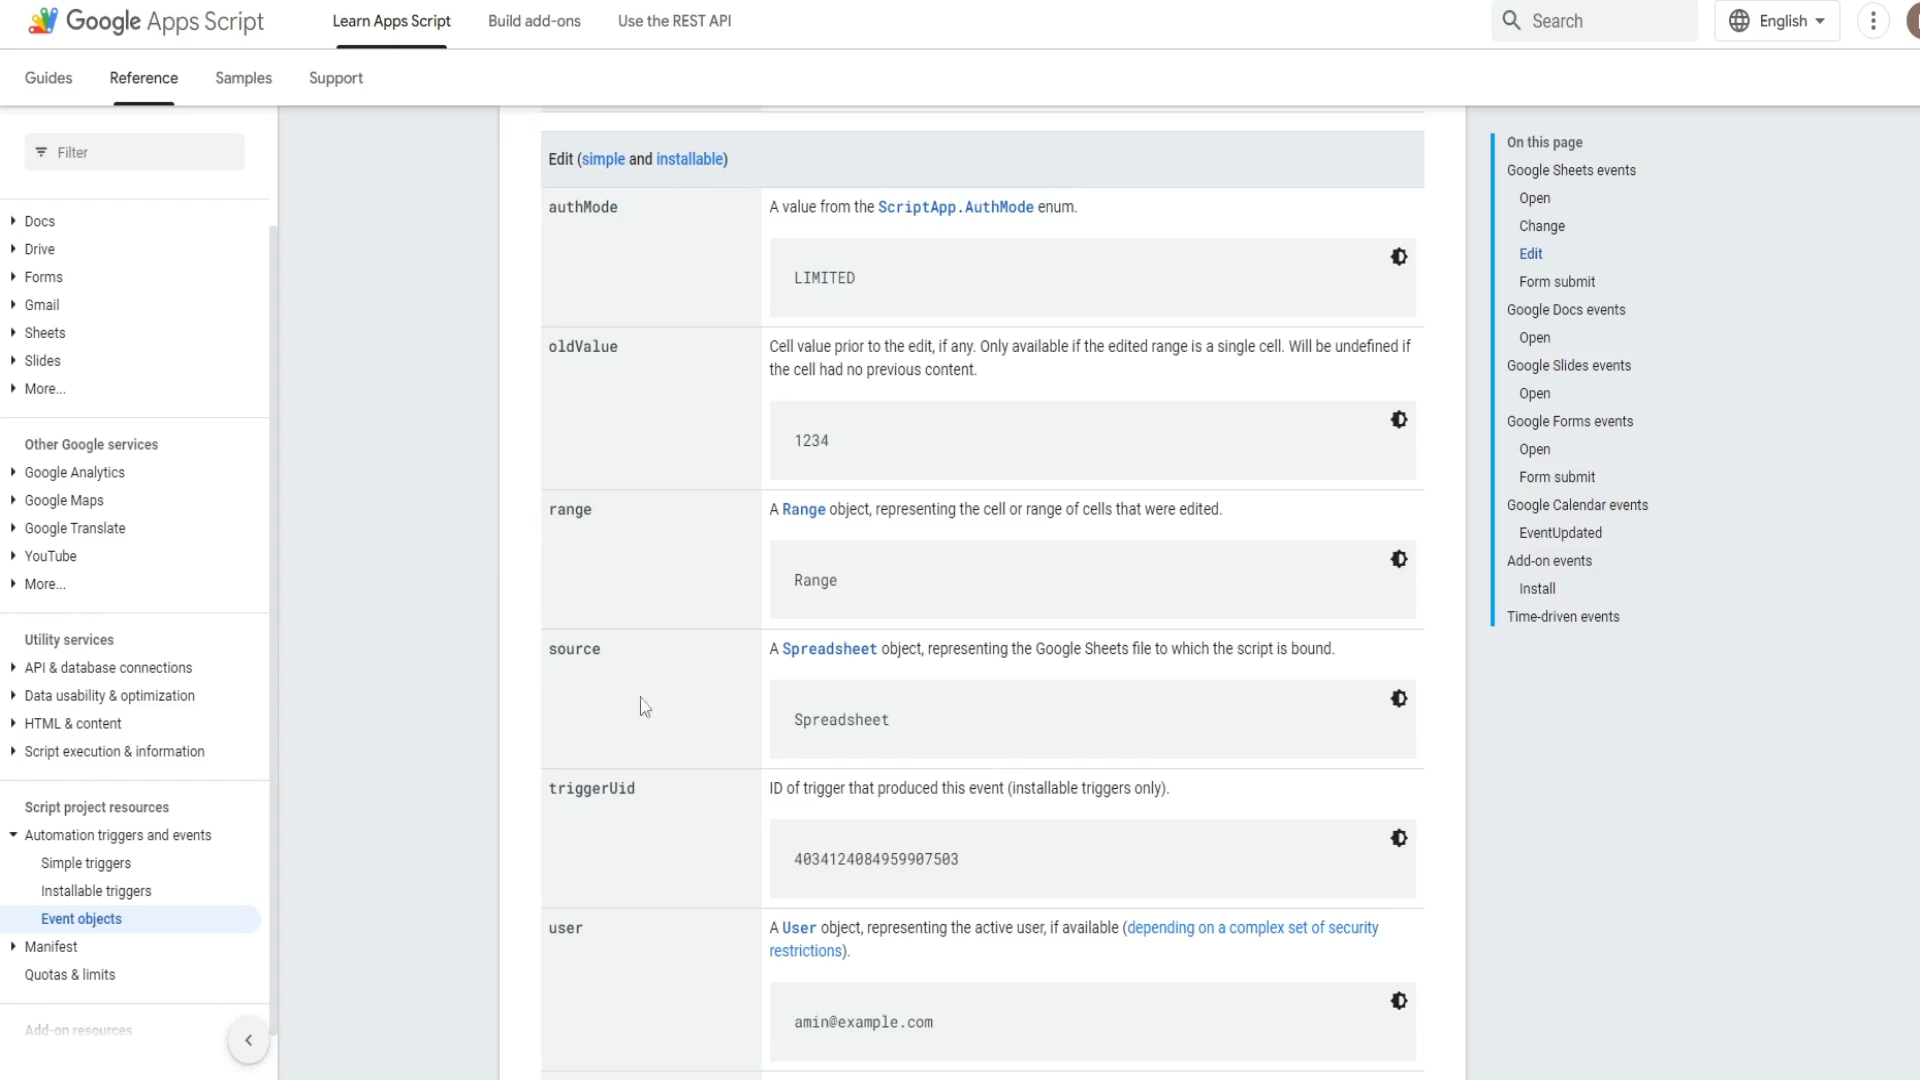 Google Apps Script
Learn Apps Script
Build add-ons
Use the REST API
Search
English
Guides
Reference
Samples
Support
Filter
Docs
Drive
Forms
Gmail
Sheets
Slides
More...
Other Google services
Google Analytics
Google Maps
Google Translate
YouTube
More...
Utility services
API & database connections
Data usability & optimization
HTML & content
Script execution & information
Script project resources
Automation triggers and events
Simple triggers
Installable triggers
Event objects
Manifest
Quotas & limits
Add-on resources
Edit (simple and installable)
authMode
A value from the ScriptApp.AuthMode enum.
LIMITED
oldValue
Cell value prior to the edit, if any. Only available if the edited range is a single cell. Will be undefined if
the cell had no previous content.
1234
range
A Range object, representing the cell or range of cells that were edited.
Range
source
A Spreadsheet object, representing the Google Sheets file to which the script is bound.
Spreadsheet
triggerUid
ID of trigger that produced this event (installable triggers only).
4034124084959907503
user
A User object, representing the active user, if available (depending on a complex set of security
restrictions).
amin@example.com
On this page
Google Sheets events
Open
Change
Edit
Form submit
Google Docs events
Open
Google Slides events
Open
Google Forms events
Open
Form submit
Google Calendar events
EventUpdated
Add-on events
Install
Time-driven events